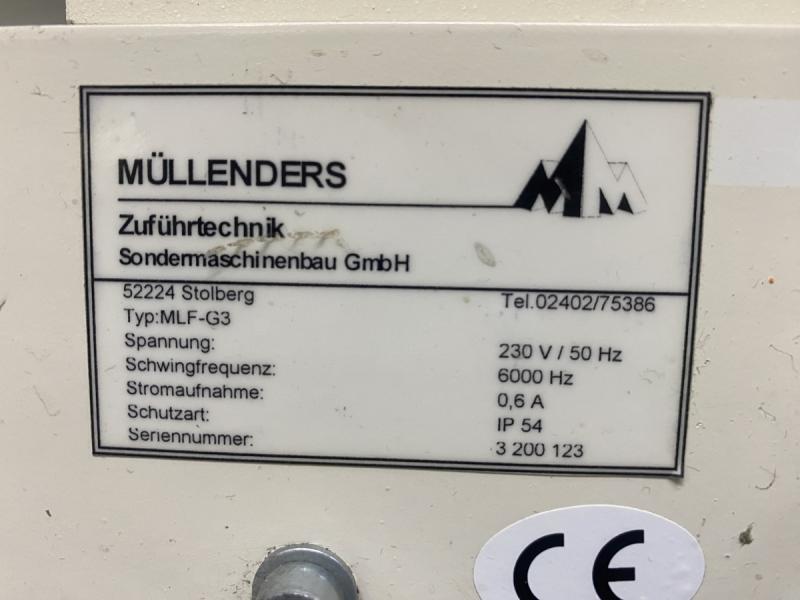 MÜLLENDERS
Zuführtechnik
Sondermaschinenbau GmbH
52224 Stolberg Tel.02402/75386
Typ:MLF-G3
Spannung: 230 V / 50 Hz
Schwingfrequenz: 6000 Hz
Stromaufnahme: 0,6 A
Schutzart: IP 54
Seriennummer: 3 200 123
CE